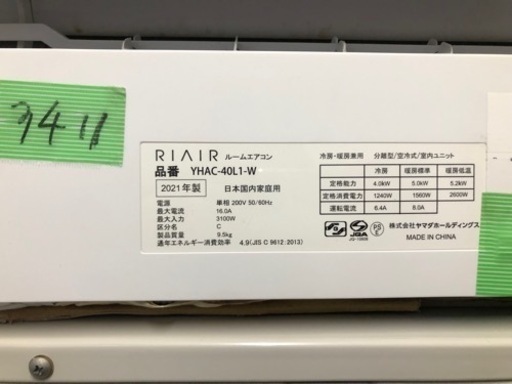 7411
RIAIR ルームエアコン
品番 YHAC-40L1-W
2021年製 日本国内家庭用
電源 単相 200V 50/60Hz
最大電流 16.0A
最大入力 3100W
区分名 C
製品質量 9.5kg
通年エネルギー消費効率 4.9(JIS C 9612:2013)
冷房・暖房兼用 分離型/空冷式/室内ユニット
冷房 暖房標準 暖房低温
定格能力 4.0kW 5.0kW 5.2kW
定格消費電力 1240W 1560W 2600W
運転電流 6.4A 8.0A
JQA
PS E
株式会社ヤマダホールディングス
MADE IN CHINA